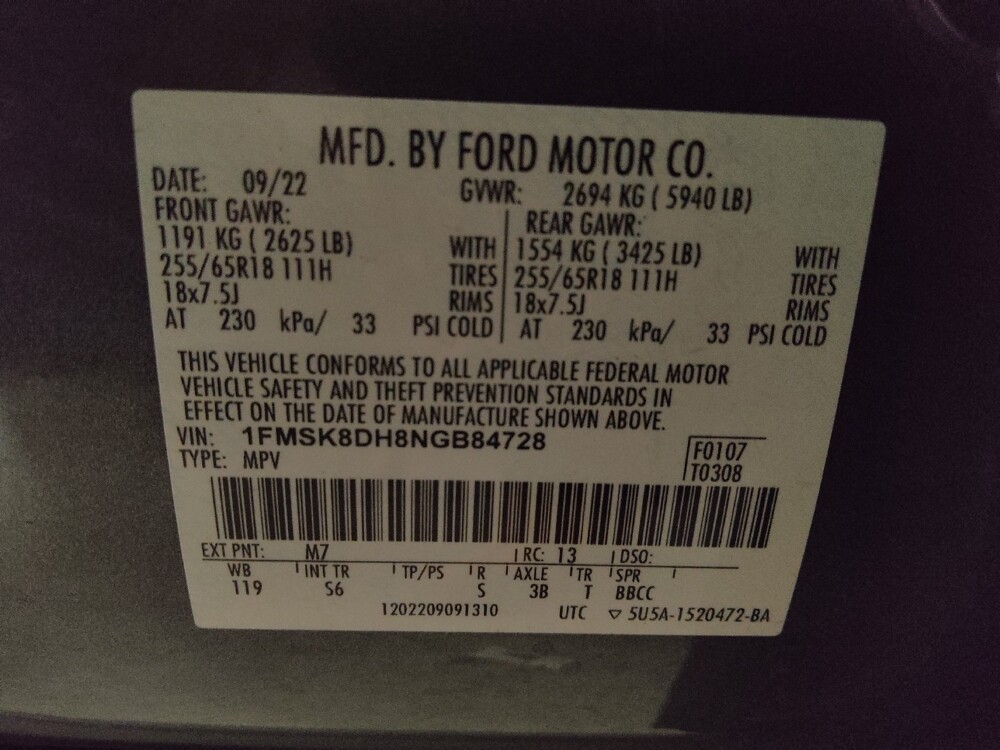 MFD. BY FORD MOTOR CO.
DATE: 09/22 GVWR: 2694 KG ( 5940 LB)
FRONT GAWR: REAR GAWR:
1191 KG ( 2625 LB) WITH 1554 KG ( 3425 LB) WITH
255/65R18 111H TIRES 255/65R18 111H TIRES
18x7.5J RIMS 18x7.5J RIMS
AT 230 kPa/ 33 PSI COLD AT 230 kPa/ 33 PSI COLD
THIS VEHICLE CONFORMS TO ALL APPLICABLE FEDERAL MOTOR
VEHICLE SAFETY AND THEFT PREVENTION STANDARDS IN
EFFECT ON THE DATE OF MANUFACTURE SHOWN ABOVE.
VIN: 1FMSK8DH8NGB84728
TYPE: MPV
F0107
T0308
EXT PNT: M7 RC: 13 DSO:
WB INT TR TP/PS R AXLE TR SPR
119 S6 S 3B T BBCC
1202209091310 UTC ▽ 5U5A-1520472-BA